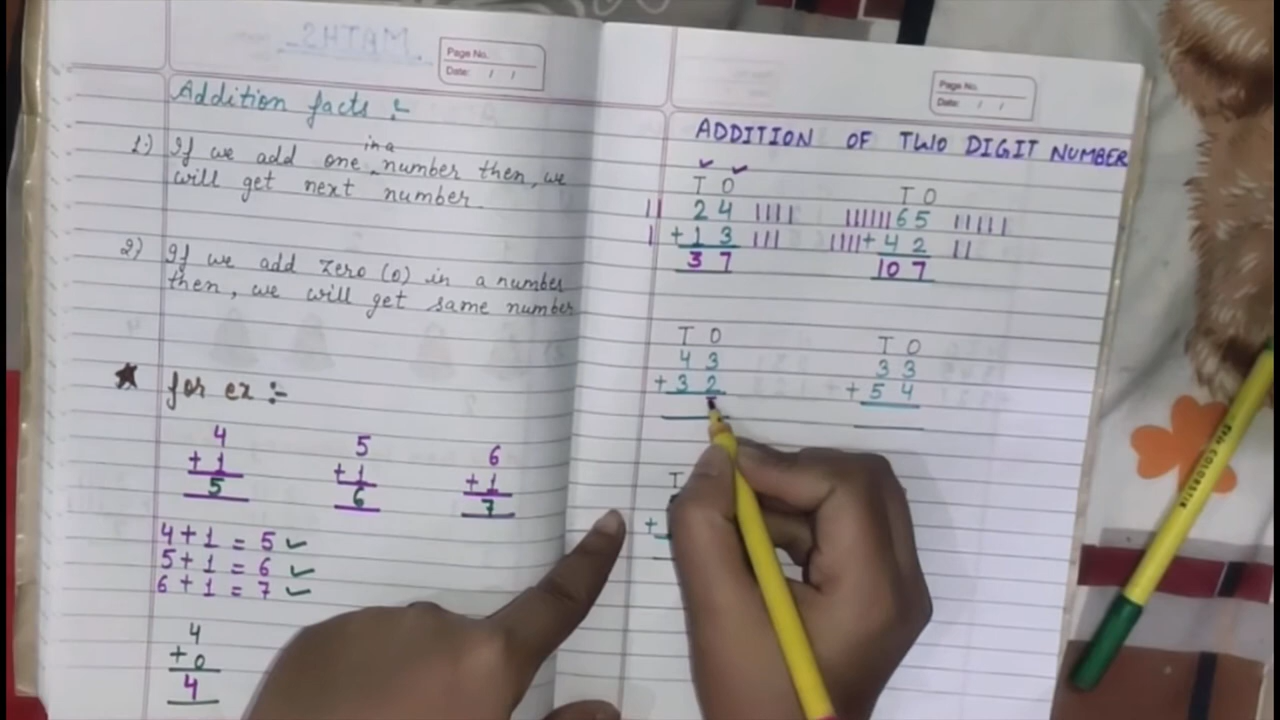 Page No.
Date: / /
Addition facts :-
in a
1.) If we add one number then, we
will get next number
2) If we add zero (0) in a number
then, we will get same number
for ex :-
4
+ 1
5
5
+ 1
6
6
+ 1
7
4 + 1 = 5 ✓
5 + 1 = 6 ✓
6 + 1 = 7 ✓
4
+ 0
4
Page No.
Date: / /
ADDITION OF TWO DIGIT NUMBER
✓ ✓
T O
|| 24 ||||
| +13 |||
37
T O
|||||| 65 |||||
|||| + 42 ||
107
T O
43
+ 32
T O
33
+ 54
T
+